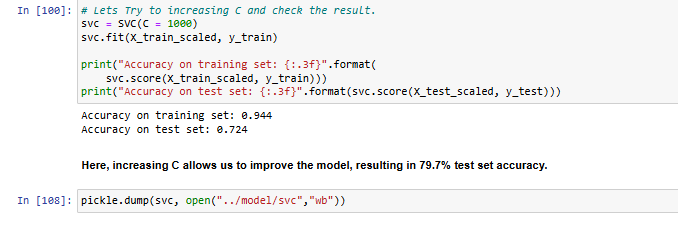 In [100]: # Lets Try to increasing C and check the result.
svc = SVC(C = 1000)
svc.fit(X_train_scaled, y_train)
print("Accuracy on training set: {:.3f}".format(
    svc.score(X_train_scaled, y_train)))
print("Accuracy on test set: {:.3f}".format(svc.score(X_test_scaled, y_test)))
Accuracy on training set: 0.944
Accuracy on test set: 0.724
Here, increasing C allows us to improve the model, resulting in 79.7% test set accuracy.
In [108]: pickle.dump(svc, open("../model/svc","wb"))